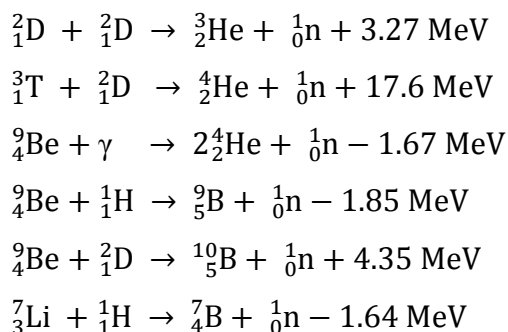 ²₁D + ²₁D → ³₂He + ¹₀n + 3.27 MeV
³₁T + ²₁D → ⁴₂He + ¹₀n + 17.6 MeV
⁹₄Be + γ → 2⁴₂He + ¹₀n − 1.67 MeV
⁹₄Be + ¹₁H → ⁹₅B + ¹₀n − 1.85 MeV
⁹₄Be + ²₁D → ¹⁰₅B + ¹₀n + 4.35 MeV
⁷₃Li + ¹₁H → ⁷₄B + ¹₀n − 1.64 MeV